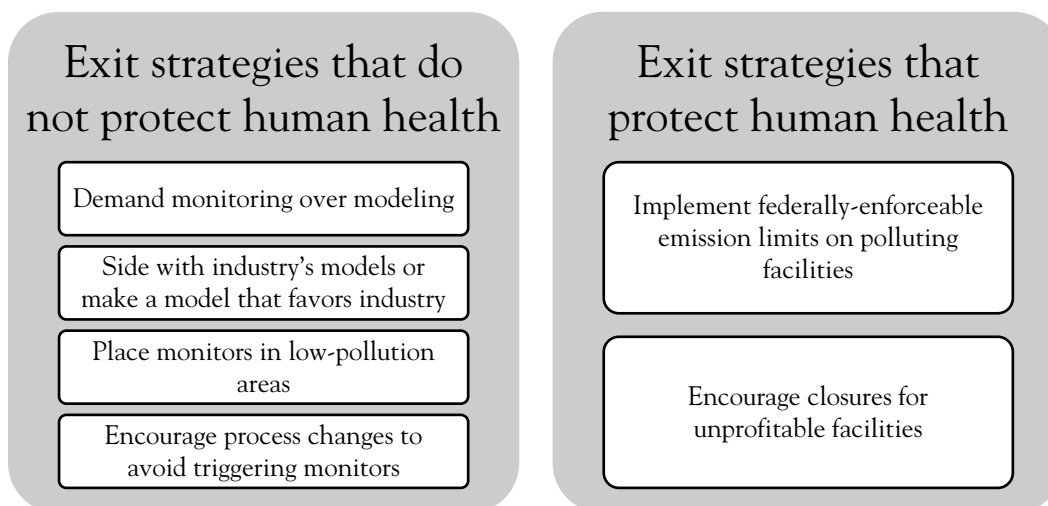 Exit strategies that do
not protect human health
Demand monitoring over modeling
Side with industry’s models or
make a model that favors industry
Place monitors in low-pollution
areas
Encourage process changes to
avoid triggering monitors
Exit strategies that
protect human health
Implement federally-enforceable
emission limits on polluting
facilities
Encourage closures for
unprofitable facilities